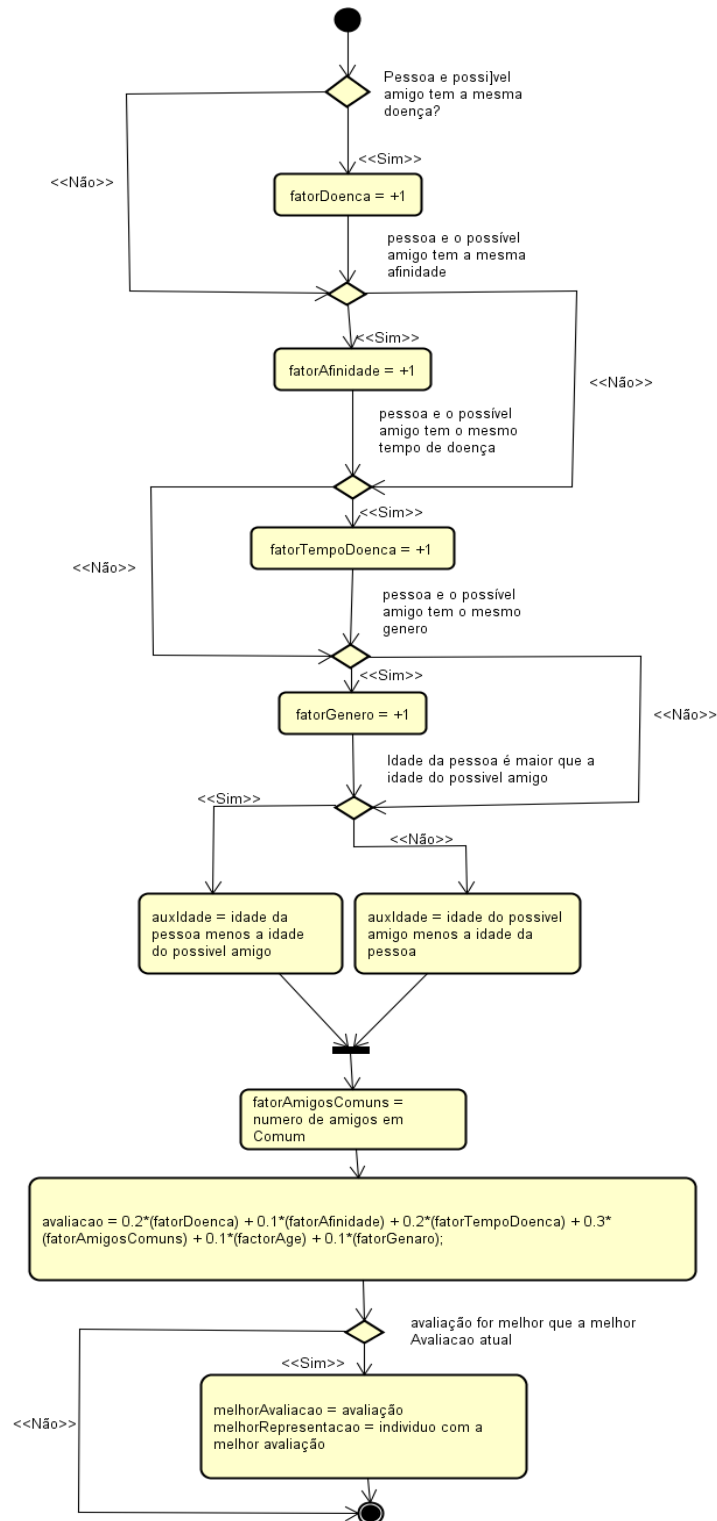 Pessoa e possi]vel
amigo tem a mesma
doença?
<<Sim>>
<<Não>>
fatorDoenca = +1
pessoa e o possível
amigo tem a mesma
afinidade
<<Sim>>
fatorAfinidade = +1
<<Não>>
pessoa e o possível
amigo tem o mesmo
tempo de doença
<<Sim>>
fatorTempoDoenca = +1
<<Não>>
pessoa e o possível
amigo tem o mesmo
genero
<<Sim>>
fatorGenero = +1
<<Não>>
Idade da pessoa é maior que a
idade do possivel amigo
<<Sim>>
<<Não>>
auxIdade = idade da
pessoa menos a idade
do possivel amigo
auxIdade = idade do possivel
amigo menos a idade da
pessoa
fatorAmigosComuns =
numero de amigos em
Comum
avaliacao = 0.2*(fatorDoenca) + 0.1*(fatorAfinidade) + 0.2*(fatorTempoDoenca) + 0.3*
(fatorAmigosComuns) + 0.1*(factorAge) + 0.1*(fatorGenaro);
avaliação for melhor que a melhor
Avaliacao atual
<<Sim>>
melhorAvaliacao = avaliação
melhorRepresentacao = individuo com a
melhor avaliação
<<Não>>